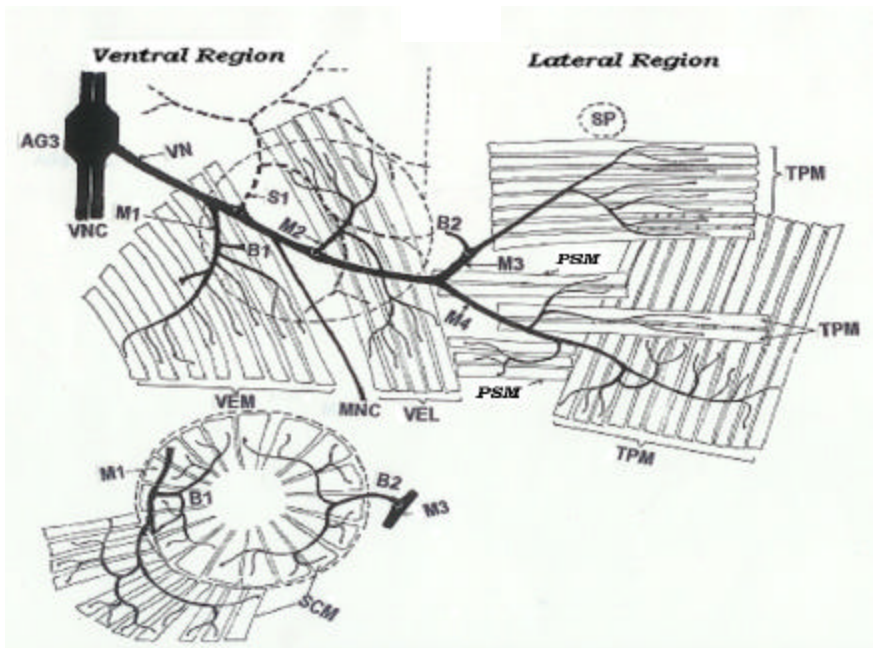 Ventral Region
Lateral Region
SP
AG3
VN
TPM
VNC
M1
S1
M2
B2
B1
M3
PSM
M4
TPM
VEM
MNC
VEL
PSM
TPM
M1
B1
B2
M3
SCM